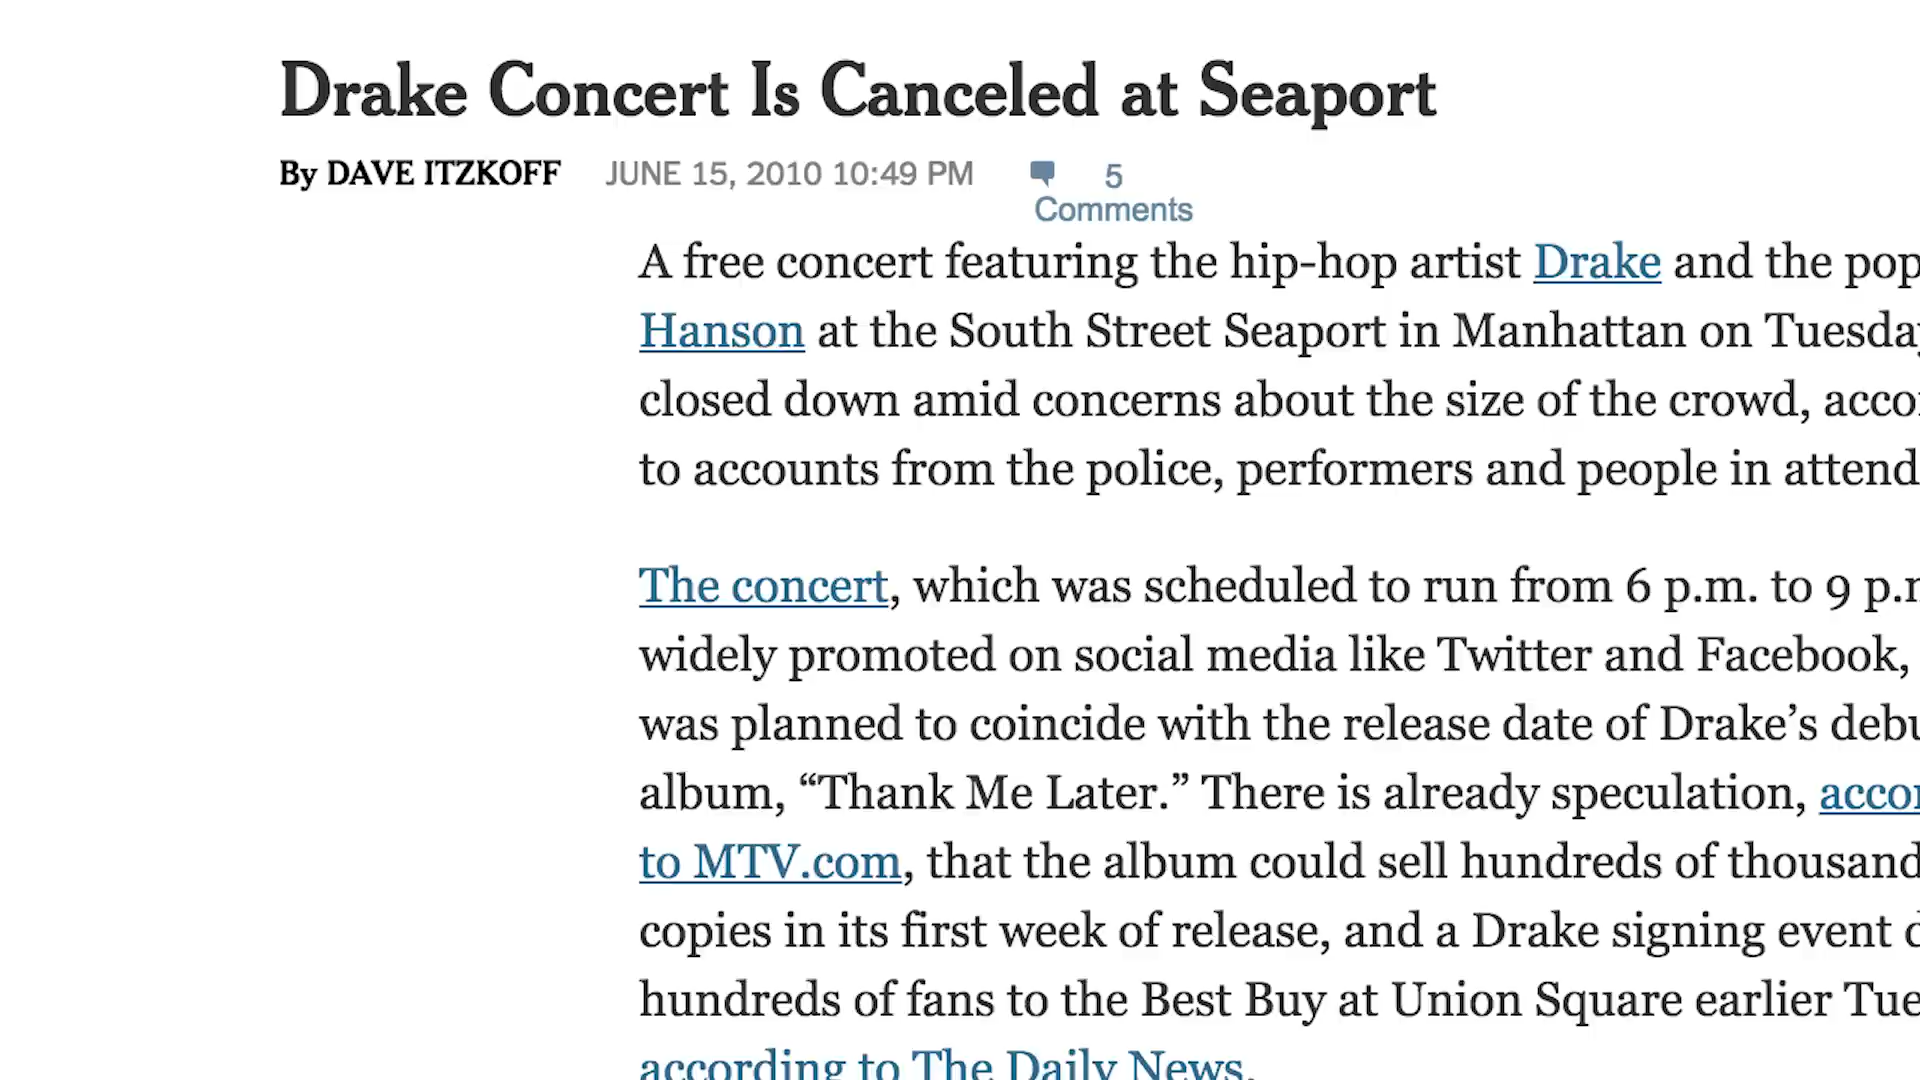 Drake Concert Is Canceled at Seaport
By DAVE ITZKOFF JUNE 15, 2010 10:49 PM 5
Comments
A free concert featuring the hip-hop artist Drake and the pop
Hanson at the South Street Seaport in Manhattan on Tuesday
closed down amid concerns about the size of the crowd, acco
to accounts from the police, performers and people in attend
The concert, which was scheduled to run from 6 p.m. to 9 p.m
widely promoted on social media like Twitter and Facebook,
was planned to coincide with the release date of Drake’s debu
album, “Thank Me Later.” There is already speculation, accor
to MTV.com, that the album could sell hundreds of thousand
copies in its first week of release, and a Drake signing event d
hundreds of fans to the Best Buy at Union Square earlier Tue
according to The Daily News.